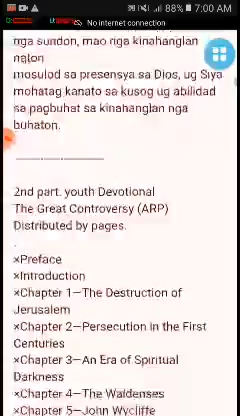 88% 7:00 AM
No internet connection
nga sundon, mao nga kinahanglan
naton
mosulod sa presensya sa Dios, ug Siya
mohatag kanato sa kusog ug abilidad
sa pagbuhat sa kinahanglan nga
buhaton.
____________
2nd part. youth Devotional
The Great Controversy (ARP)
Distributed by pages.
.
×Preface
×Introduction
×Chapter 1—The Destruction of
Jerusalem
×Chapter 2—Persecution in the First
Centuries
×Chapter 3—An Era of Spiritual
Darkness
×Chapter 4—The Waldenses
×Chapter 5—John Wycliffe